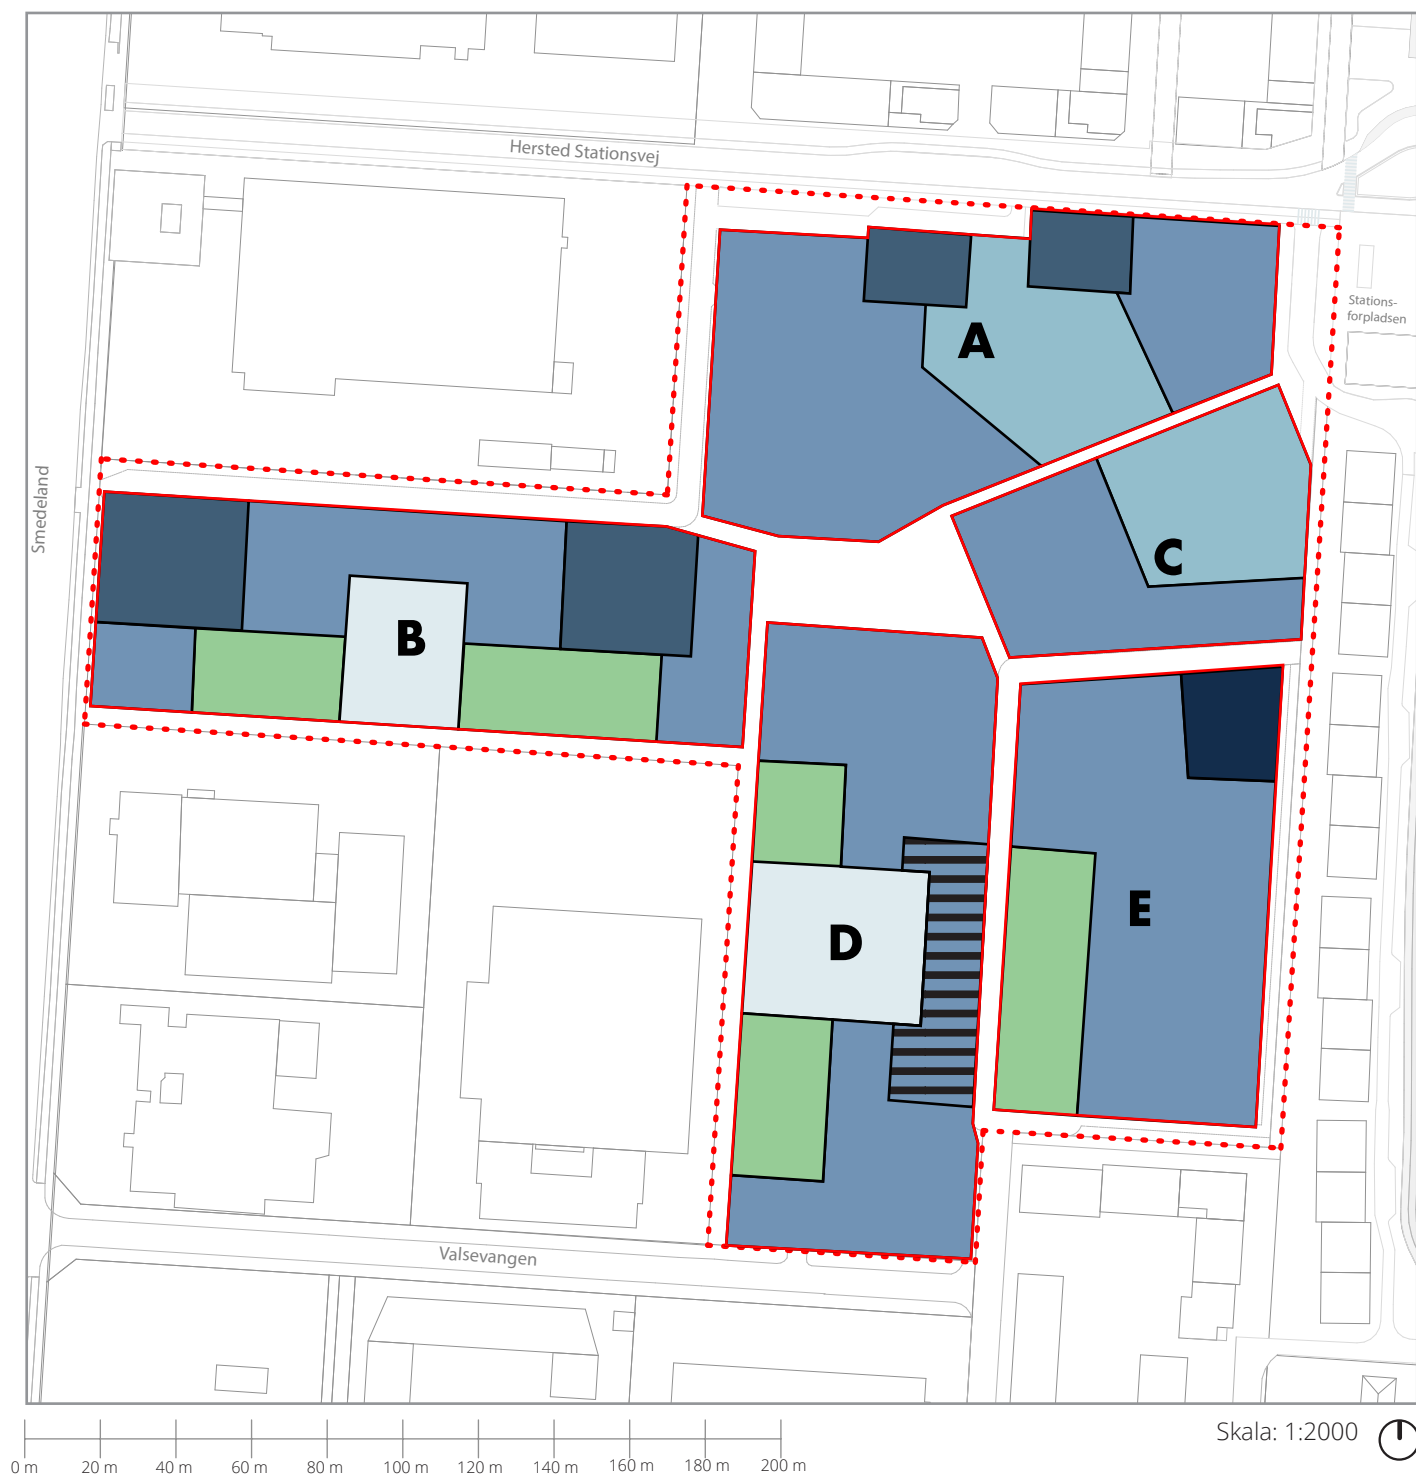 Hersted Stationsvej
Stations-
forpladsen
A
Smedeland
C
B
E
D
Valsevangen
Skala: 1:2000
0 m 20 m 40 m 60 m 80 m 100 m 120 m 140 m 160 m 180 m 200 m